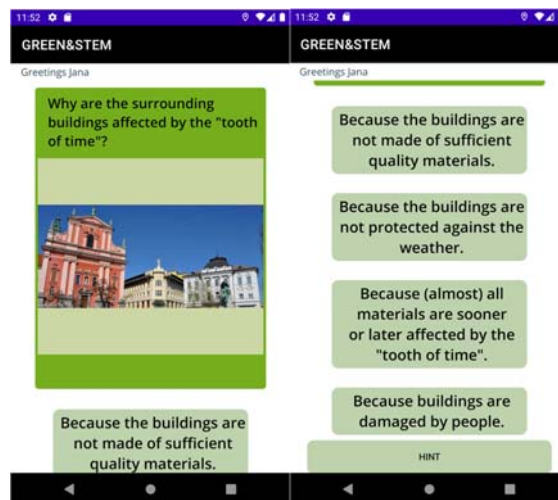 11:52
GREEN&STEM
Greetings Jana
Why are the surrounding
buildings affected by the "tooth
of time"?
Because the buildings are
not made of sufficient
quality materials.
11:52
GREEN&STEM
Greetings Jana
Because the buildings are
not made of sufficient
quality materials.
Because the buildings are
not protected against the
weather.
Because (almost) all
materials are sooner
or later affected by the
"tooth of time".
Because buildings are
damaged by people.
HINT